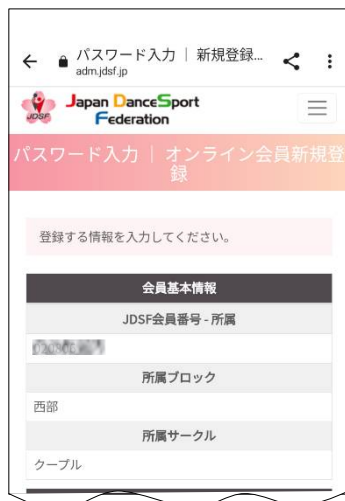 パスワード入力 ｜ 新規登録...
adm.jdsf.jp
JDSF
Japan DanceSport
Federation
パスワード入力 ｜ オンライン会員新規登
録
登録する情報を入力してください。
会員基本情報
JDSF会員番号 - 所属
所属ブロック
西部
所属サークル
クープル